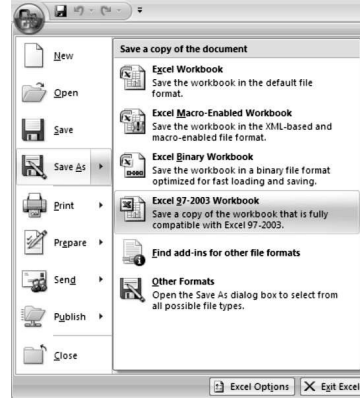 New
Open
Save
Save As
Print
Prepare
Send
Publish
Close
Save a copy of the document
Excel Workbook
Save the workbook in the default file
format.
Excel Macro-Enabled Workbook
Save the workbook in the XML-based and
macro-enabled file format.
Excel Binary Workbook
Save the workbook in a binary file format
optimized for fast loading and saving.
Excel 97-2003 Workbook
Save a copy of the workbook that is fully
compatible with Excel 97-2003.
Find add-ins for other file formats
Other Formats
Open the Save As dialog box to select from
all possible file types.
Excel Options
Exit Excel